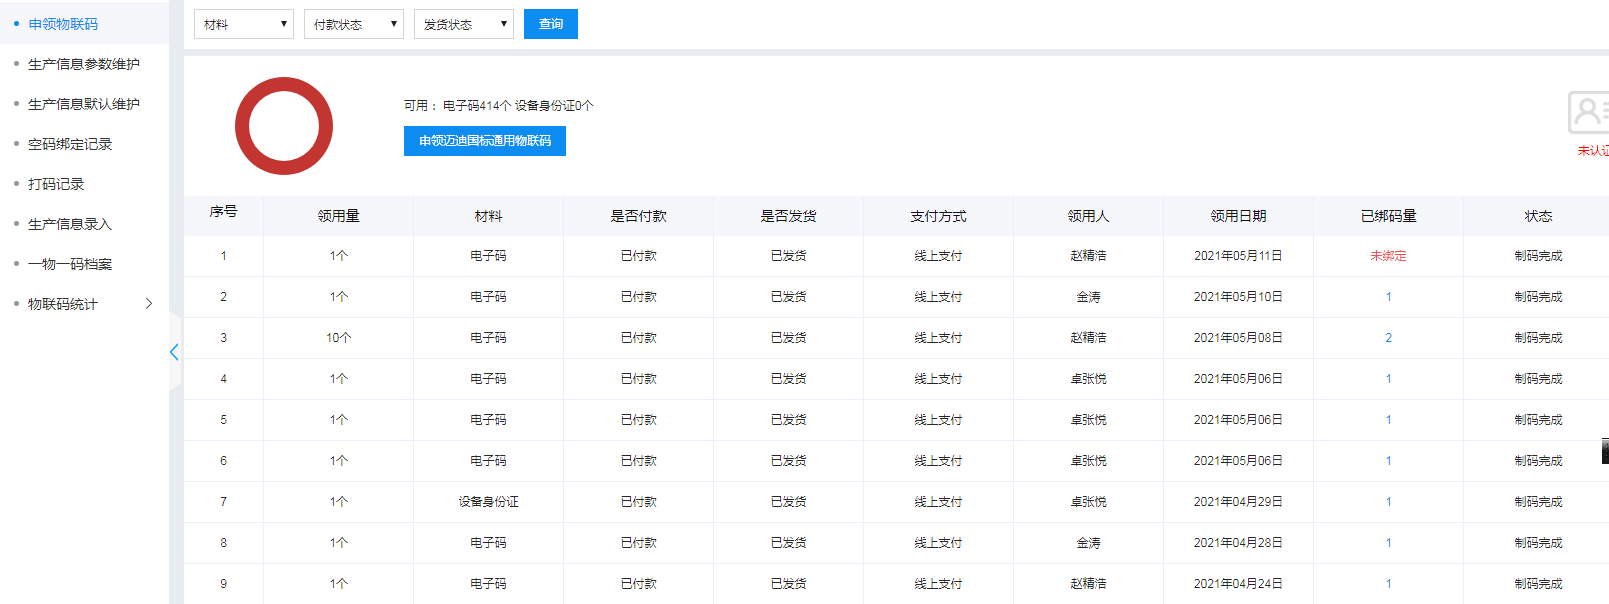 申领物联码
生产信息参数维护
生产信息默认维护
空码绑定记录
打码记录
生产信息录入
一物一码档案
物联码统计
材料 付款状态 发货状态 查询
可用： 电子码414个 设备身份证0个
申领迈迪国标通用物联码
未认证
序号 领用量 材料 是否付款 是否发货 支付方式 领用人 领用日期 已绑码量 状态
1 1个 电子码 已付款 已发货 线上支付 赵精浩 2021年05月11日 未绑定 制码完成
2 1个 电子码 已付款 已发货 线上支付 金涛 2021年05月10日 1 制码完成
3 10个 电子码 已付款 已发货 线上支付 赵精浩 2021年05月08日 2 制码完成
4 1个 电子码 已付款 已发货 线上支付 卓张悦 2021年05月06日 1 制码完成
5 1个 电子码 已付款 已发货 线上支付 卓张悦 2021年05月06日 1 制码完成
6 1个 电子码 已付款 已发货 线上支付 卓张悦 2021年05月06日 1 制码完成
7 1个 设备身份证 已付款 已发货 线上支付 卓张悦 2021年04月29日 1 制码完成
8 1个 电子码 已付款 已发货 线上支付 金涛 2021年04月28日 1 制码完成
9 1个 电子码 已付款 已发货 线上支付 赵精浩 2021年04月24日 1 制码完成